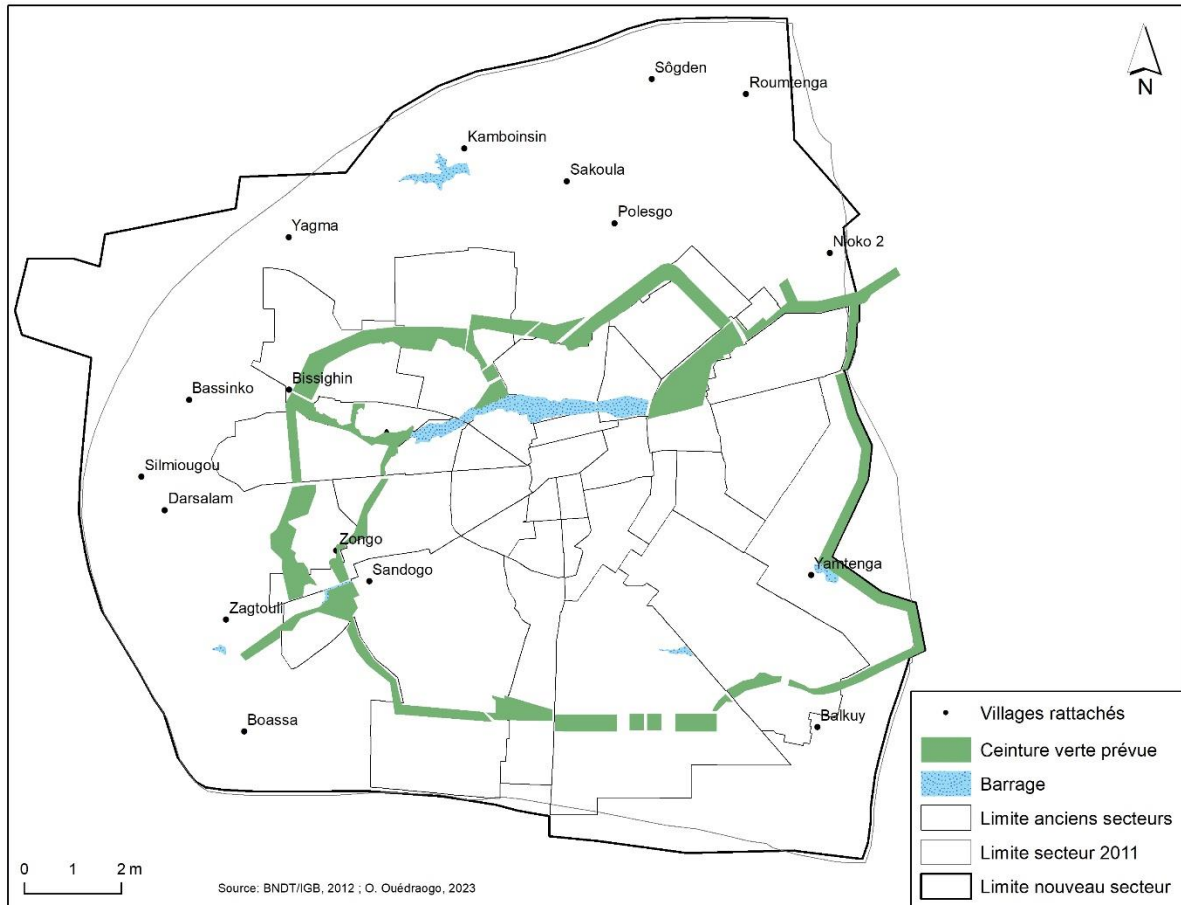 Sôgden
Roumtenga
N
Kamboinsin
Sakoula
Polesgo
Yagma
Nioko 2
Bissighin
Bassinko
Silmiougou
Darsalam
Zongo
Yamtenga
Sandogo
Zagtouli
Balkuy
Boassa
Villages rattachés
Ceinture verte prévue
Barrage
Limite anciens secteurs
Limite secteur 2011
Limite nouveau secteur
0 1 2 m
Source: BNDT/IGB, 2012 ; O. Ouédraogo, 2023